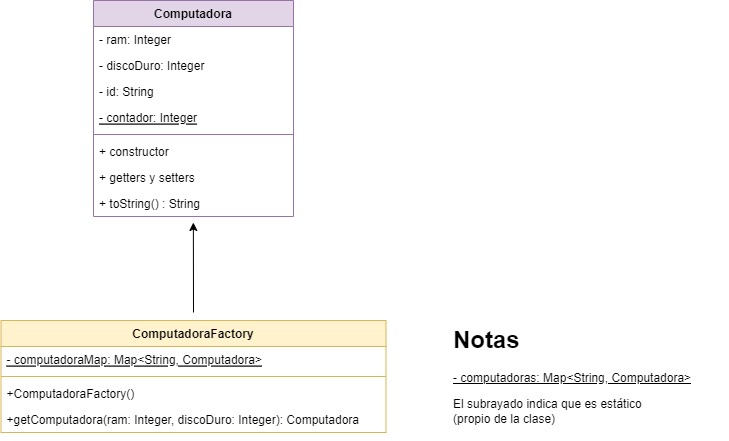 Computadora
- ram: Integer
- discoDuro: Integer
- id: String
- contador: Integer
+ constructor
+ getters y setters
+ toString() : String
ComputadoraFactory
- computadoraMap: Map<String, Computadora>
+ComputadoraFactory()
+getComputadora(ram: Integer, discoDuro: Integer): Computadora
Notas
- computadoras: Map<String, Computadora>
El subrayado indica que es estático
(propio de la clase)